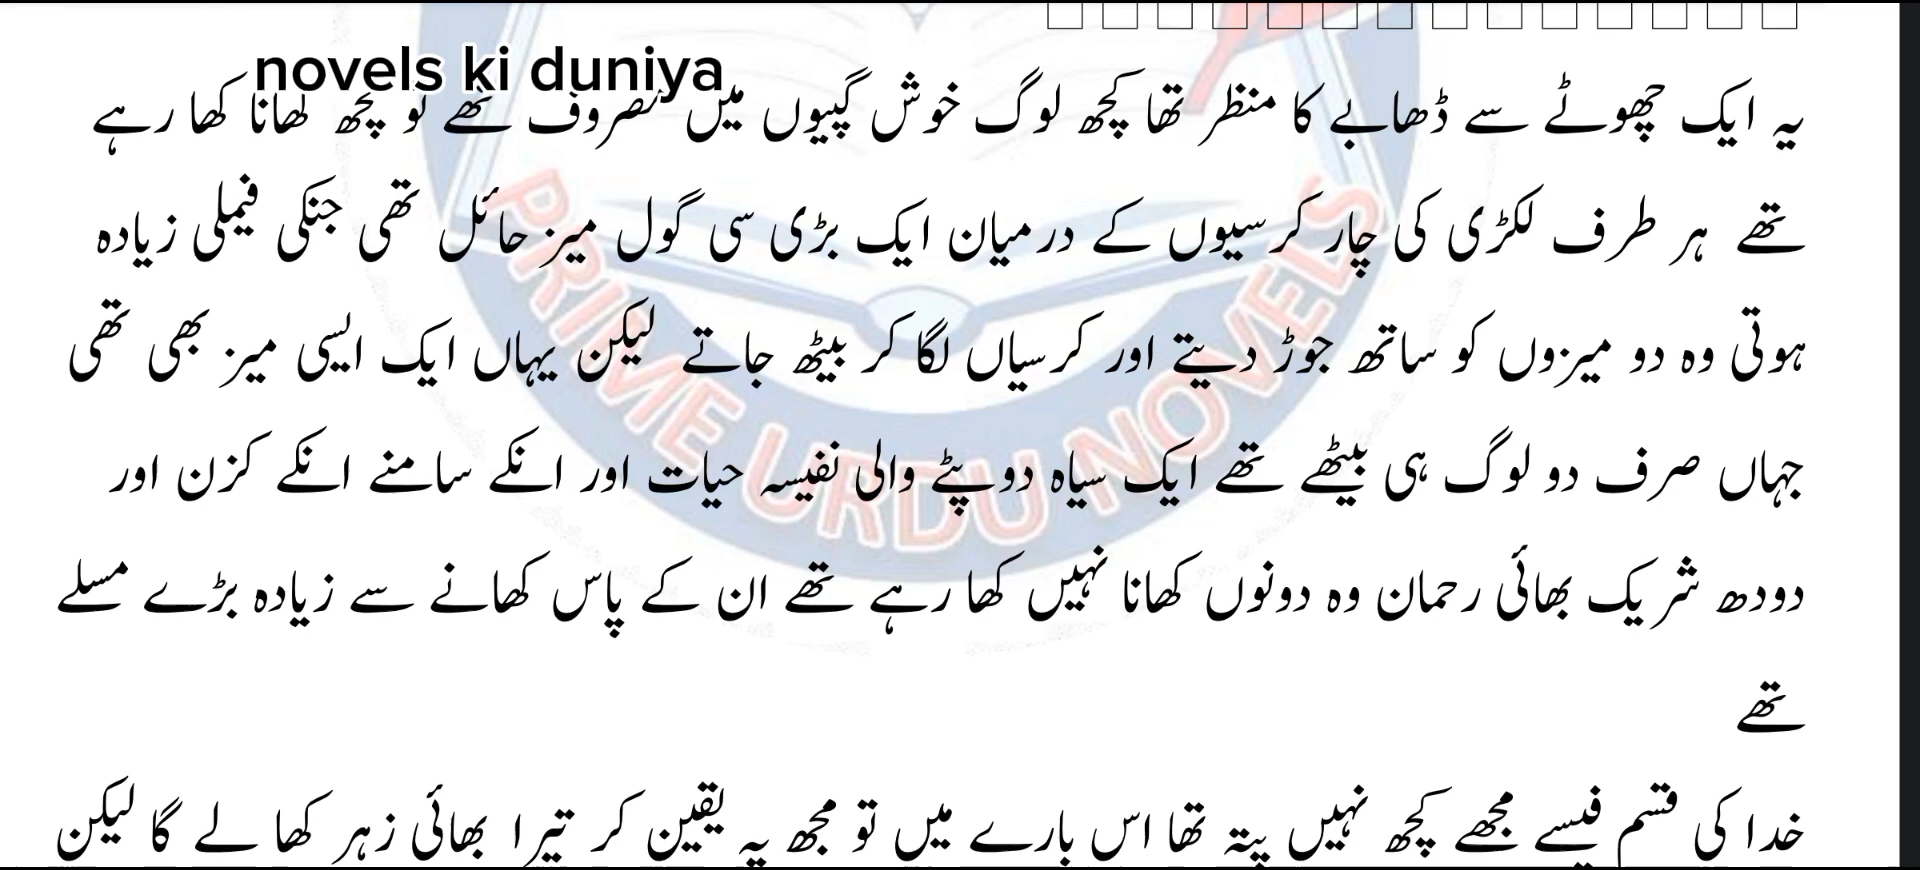 novels ki duniya
یہ ایک چھوٹے سے ڈھابے کا منظر تھا کچھ لوگ خوش گپیوں میں مصروف تھے تو کچھ کھانا کھا رہے
تھے ہر طرف لکڑی کی چار کرسیوں کے درمیان ایک بڑی سی گول میز حائل تھی جنکی فیملی زیادہ
ہوتی وہ دو میزوں کو ساتھ جوڑ دیتے اور کرسیاں لگا کر بیٹھ جاتے لیکن یہاں ایک ایسی میز بھی تھی
جہاں صرف دو لوگ ہی بیٹھے تھے ایک سیاہ دوپٹے والی نفیسہ حیات اور انکے سامنے انکے کزن اور
دودھ شریک بھائی رحمان وہ دونوں کھانا نہیں کھا رہے تھے ان کے پاس کھانے سے زیادہ بڑے مسلے
تھے
خدا کی قسم فیسے مجھے کچھ نہیں پتہ تھا اس بارے میں تو مجھ پہ یقین کر تیرا بھائی زہر کھا لے گا لیکن
PRIME URDU NOVELS